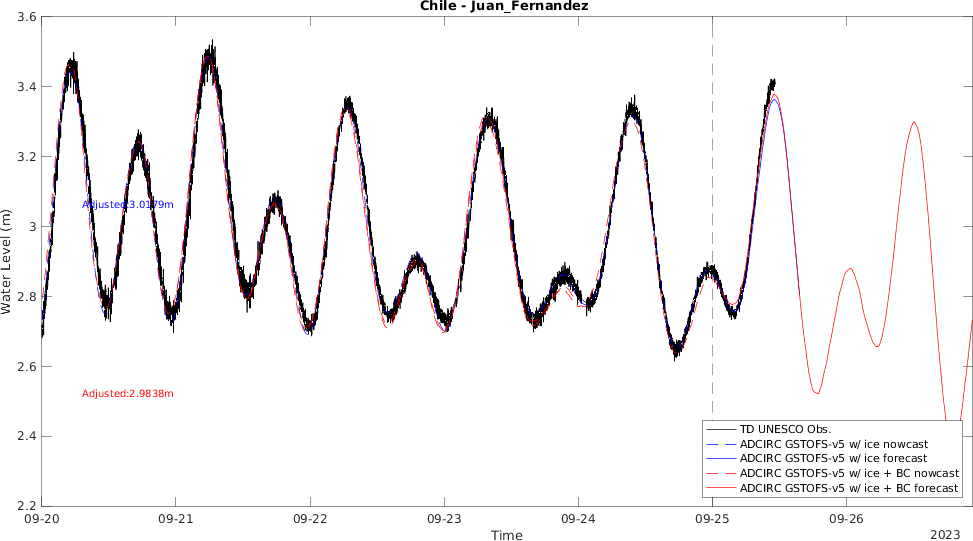 Chile - Juan_Fernandez
3.6
3.4
3.2
3
2.8
2.6
2.4
2.2
Water Level (m)
Adjusted:3.0179m
Adjusted:2.9838m
TD UNESCO Obs.
ADCIRC GSTOFS-v5 w/ ice nowcast
ADCIRC GSTOFS-v5 w/ ice forecast
ADCIRC GSTOFS-v5 w/ ice + BC nowcast
ADCIRC GSTOFS-v5 w/ ice + BC forecast
09-20
09-21
09-22
09-23
09-24
09-25
09-26
Time
2023